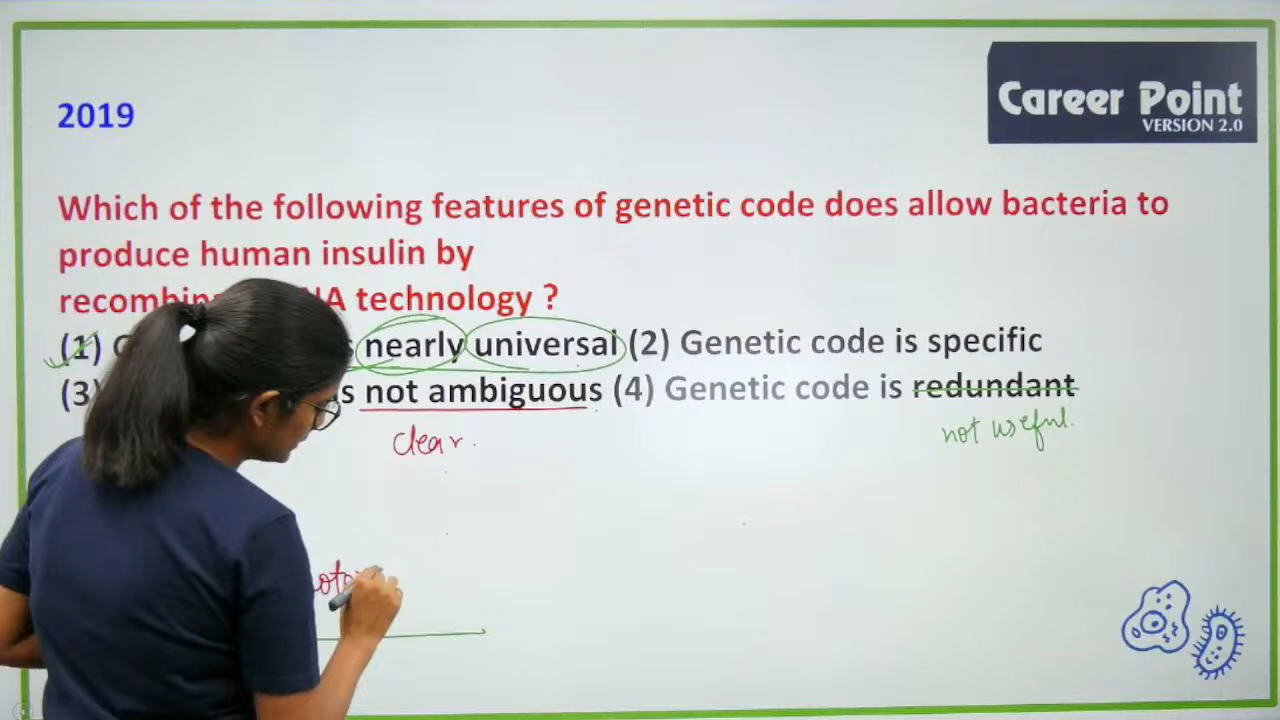 Career Point
VERSION 2.0
2019
Which of the following features of genetic code does allow bacteria to
produce human insulin by
technology ?
(1) nearly universal (2) Genetic code is specific
(3) not ambiguous (4) Genetic code is redundant
clear.
not useful.